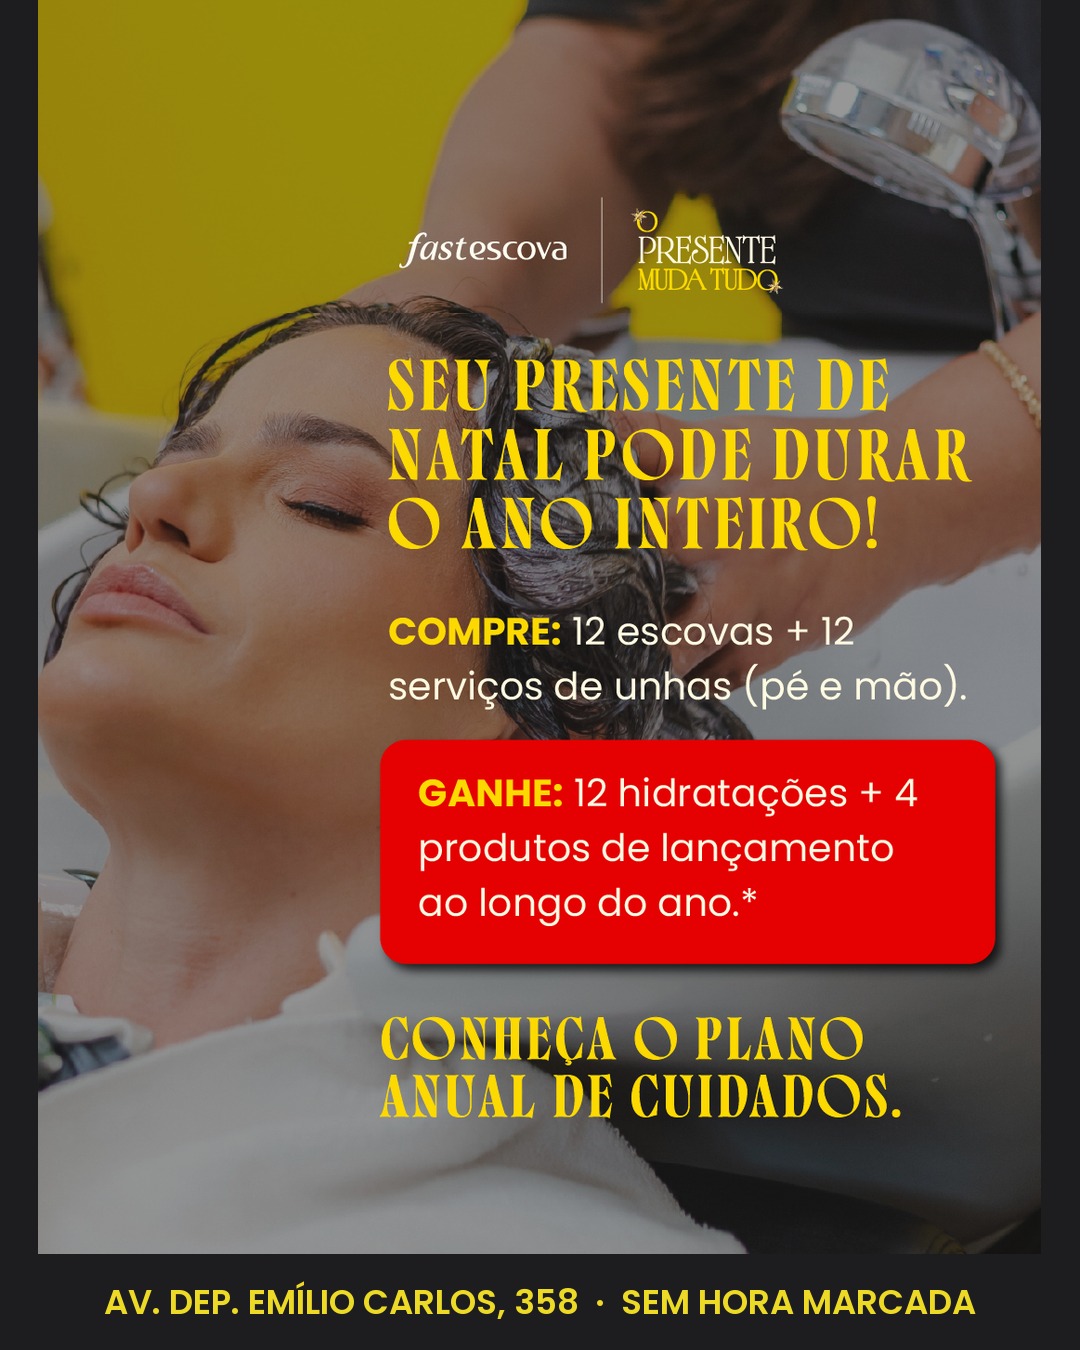 fastescova
O
PRESENTE
MUDA TUDO
SEU PRESENTE DE
NATAL PODE DURAR
O ANO INTEIRO!
COMPRE: 12 escovas + 12
serviços de unhas (pé e mão).
GANHE: 12 hidratações + 4
produtos de lançamento
ao longo do ano.*
CONHEÇA O PLANO
ANUAL DE CUIDADOS.
AV. DEP. EMÍLIO CARLOS, 358 · SEM HORA MARCADA